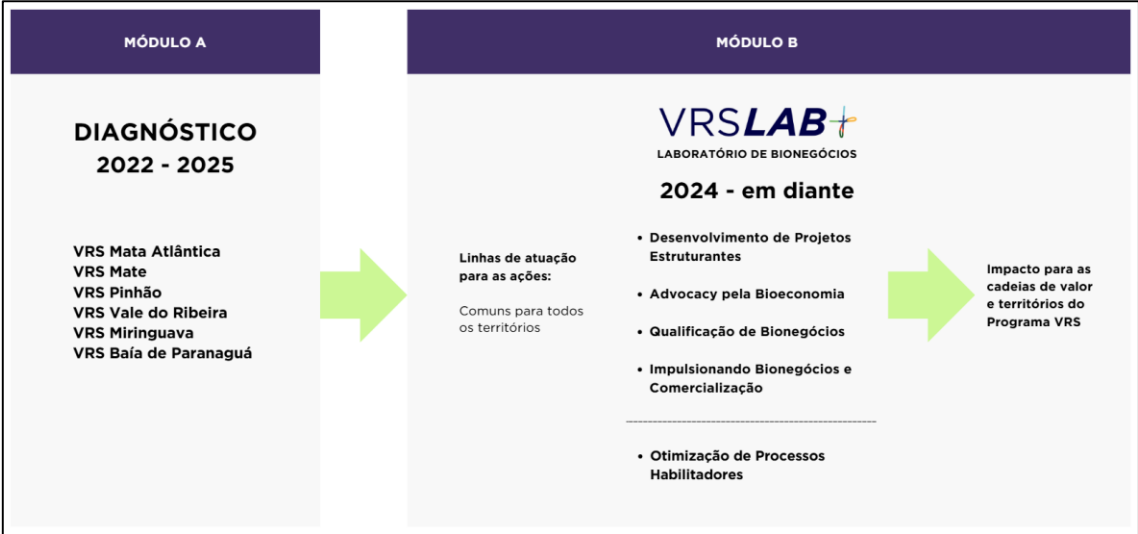 MÓDULO A
DIAGNÓSTICO
2022 - 2025
VRS Mata Atlântica
VRS Mate
VRS Pinhão
VRS Vale do Ribeira
VRS Miringuava
VRS Baía de Paranaguá
MÓDULO B
VRSLAB+
LABORATÓRIO DE BIONEGÓCIOS
2024 - em diante
Linhas de atuação
para as ações:
Comuns para todos
os territórios
• Desenvolvimento de Projetos
Estruturantes
• Advocacy pela Bioeconomia
• Qualificação de Bionegócios
• Impulsionando Bionegócios e
Comercialização
• Otimização de Processos
Habilitadores
Impacto para as
cadeias de valor
e territórios do
Programa VRS